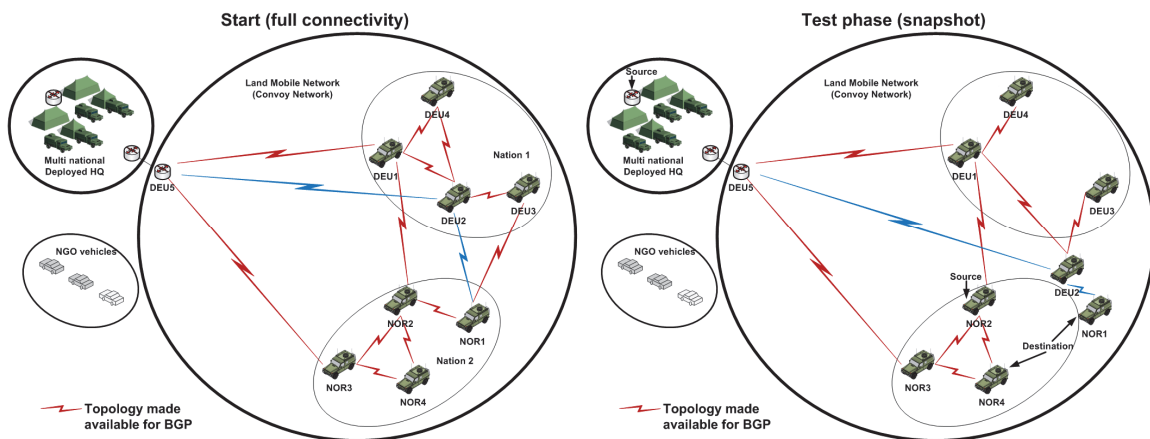 Start (full connectivity)
Land Mobile Network
(Convoy Network)
DEU4
Multi national
Deployed HQ
Nation 1
DEU1
DEU5
DEU2
DEU3
NGO vehicles
NOR2
NOR1
Nation 2
NOR3
NOR4
Topology made
available for BGP
Test phase (snapshot)
Source
Land Mobile Network
(Convoy Network)
DEU4
Multi national
Deployed HQ
DEU1
DEU5
DEU3
NGO vehicles
Source
DEU2
NOR2
NOR1
Destination
NOR3
NOR4
Topology made
available for BGP